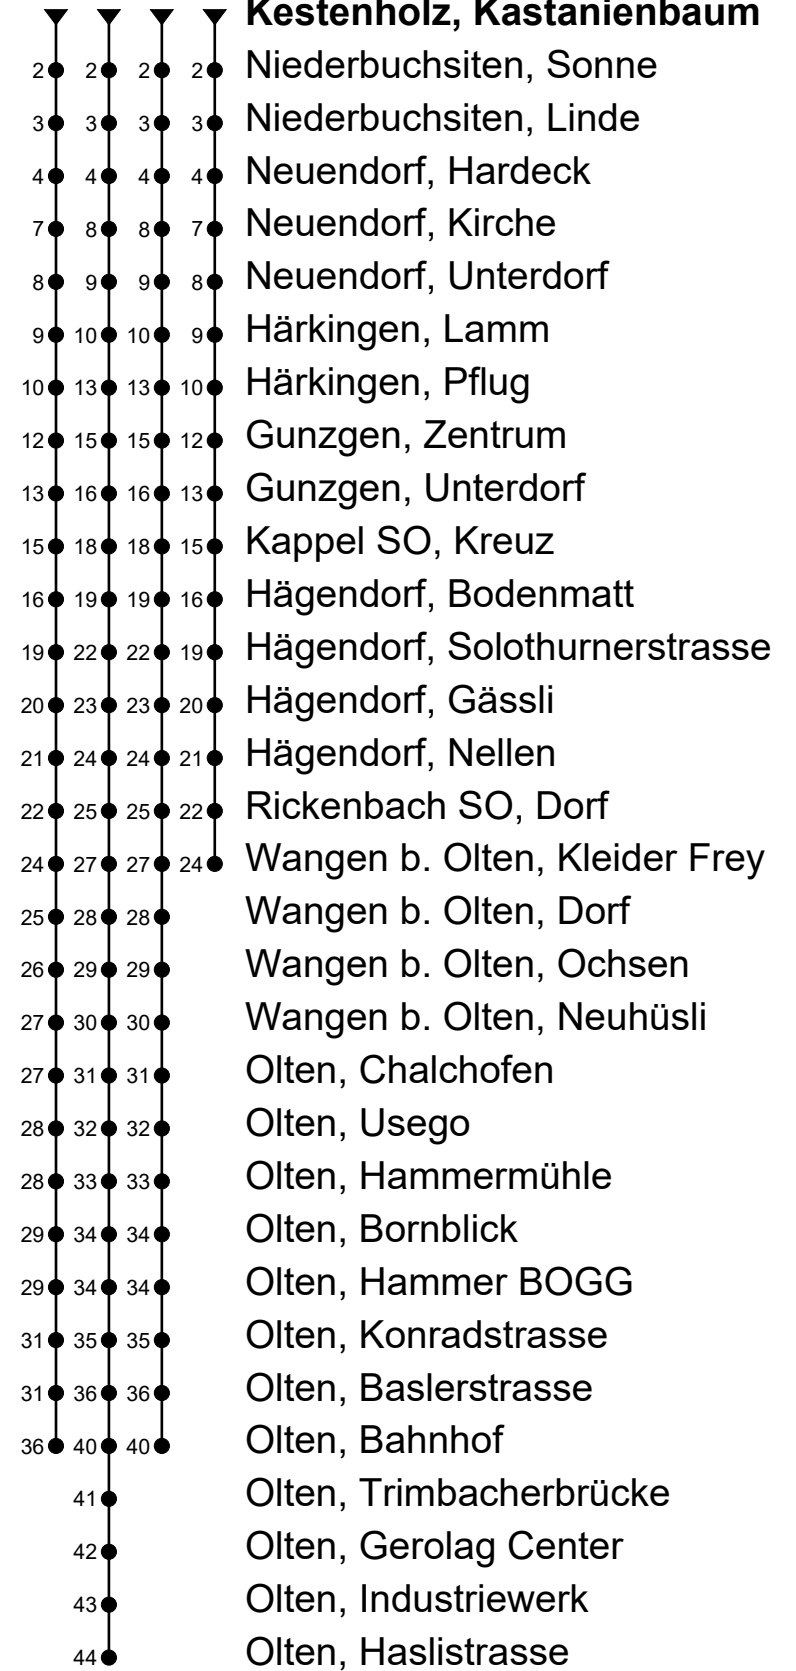 Kestenholz, Kastanienbaum
2 2 2 2 Niederbuchsiten, Sonne
3 3 3 3 Niederbuchsiten, Linde
4 4 4 4 Neuendorf, Hardeck
7 8 8 7 Neuendorf, Kirche
8 9 9 8 Neuendorf, Unterdorf
9 10 10 9 Härkingen, Lamm
10 13 13 10 Härkingen, Pflug
12 15 15 12 Gunzgen, Zentrum
13 16 16 13 Gunzgen, Unterdorf
15 18 18 15 Kappel SO, Kreuz
16 19 19 16 Hägendorf, Bodenmatt
19 22 22 19 Hägendorf, Solothurnerstrasse
20 23 23 20 Hägendorf, Gässli
21 24 24 21 Hägendorf, Nellen
22 25 25 22 Rickenbach SO, Dorf
24 27 27 24 Wangen b. Olten, Kleider Frey
25 28 28 Wangen b. Olten, Dorf
26 29 29 Wangen b. Olten, Ochsen
27 30 30 Wangen b. Olten, Neuhüsli
27 31 31 Olten, Chalchofen
28 32 32 Olten, Usego
28 33 33 Olten, Hammermühle
29 34 34 Olten, Bornblick
29 34 34 Olten, Hammer BOGG
31 35 35 Olten, Konradstrasse
31 36 36 Olten, Baslerstrasse
36 40 40 Olten, Bahnhof
41 Olten, Trimbacherbrücke
42 Olten, Gerolag Center
43 Olten, Industriewerk
44 Olten, Haslistrasse